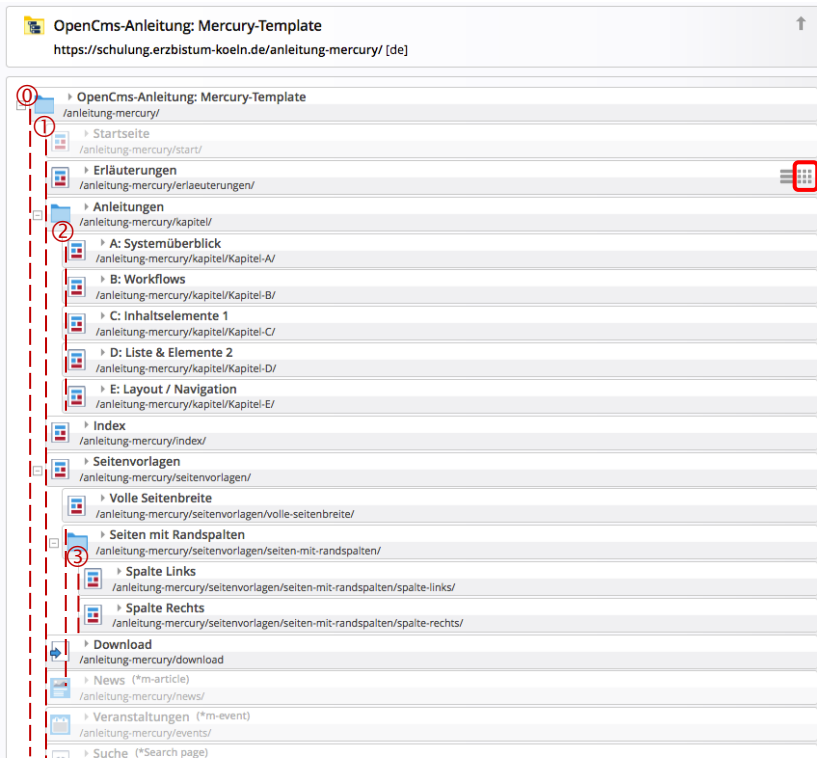 OpenCms-Anleitung: Mercury-Template
https://schulung.erzbistum-koeln.de/anleitung-mercury/ [de]
⓪ OpenCms-Anleitung: Mercury-Template
/anleitung-mercury/
① Startseite
/anleitung-mercury/start/
Erläuterungen
/anleitung-mercury/erlaeuterungen/
Anleitungen
/anleitung-mercury/kapitel/
② A: Systemüberblick
/anleitung-mercury/kapitel/Kapitel-A/
B: Workflows
/anleitung-mercury/kapitel/Kapitel-B/
C: Inhaltselemente 1
/anleitung-mercury/kapitel/Kapitel-C/
D: Liste & Elemente 2
/anleitung-mercury/kapitel/Kapitel-D/
E: Layout / Navigation
/anleitung-mercury/kapitel/Kapitel-E/
Index
/anleitung-mercury/index/
Seitenvorlagen
/anleitung-mercury/seitenvorlagen/
Volle Seitenbreite
/anleitung-mercury/seitenvorlagen/volle-seitenbreite/
Seiten mit Randspalten
/anleitung-mercury/seitenvorlagen/seiten-mit-randspalten/
③ Spalte Links
/anleitung-mercury/seitenvorlagen/seiten-mit-randspalten/spalte-links/
Spalte Rechts
/anleitung-mercury/seitenvorlagen/seiten-mit-randspalten/spalte-rechts/
Download
/anleitung-mercury/download
News (*m-article)
/anleitung-mercury/news/
Veranstaltungen (*m-event)
/anleitung-mercury/events/
Suche (*Search page)